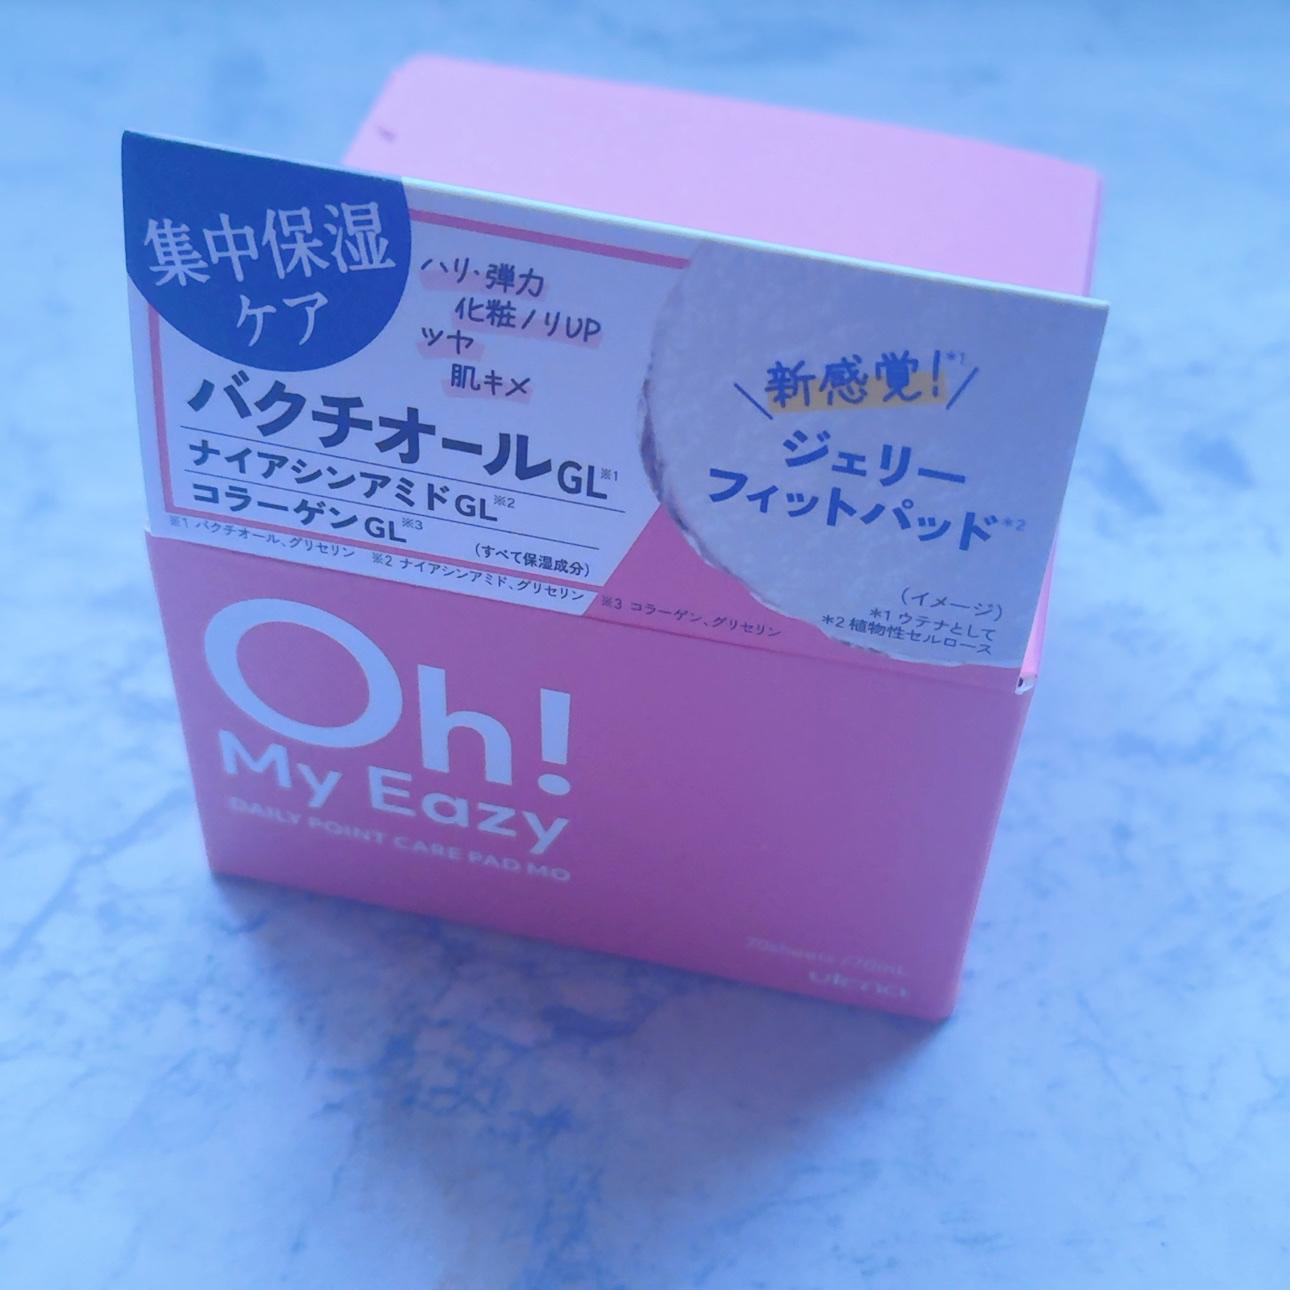 集中保湿
ケア
ハリ・弾力
化粧ノリUP
ツヤ
肌キメ
バクチオールGL※1
ナイアシンアミドGL※2
コラーゲンGL※3
(すべて保湿成分)
※1 バクチオール、グリセリン ※2 ナイアシンアミド、グリセリン
※3 コラーゲン、グリセリン
新感覚!*1
ジェリー
フィットパッド*2
(イメージ)
*1 ウテナとして
*2 植物性セルロース
Oh!
My Eazy
DAILY POINT CARE PAD MO
70sheets /70mL
utena